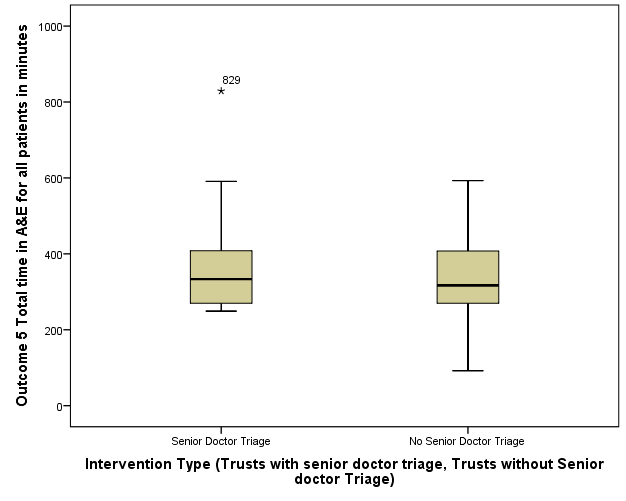 Outcome 5 Total time in A&E for all patients in minutes
1000
800
600
400
200
0
829
Senior Doctor Triage
No Senior Doctor Triage
Intervention Type (Trusts with senior doctor triage, Trusts without Senior
doctor Triage)